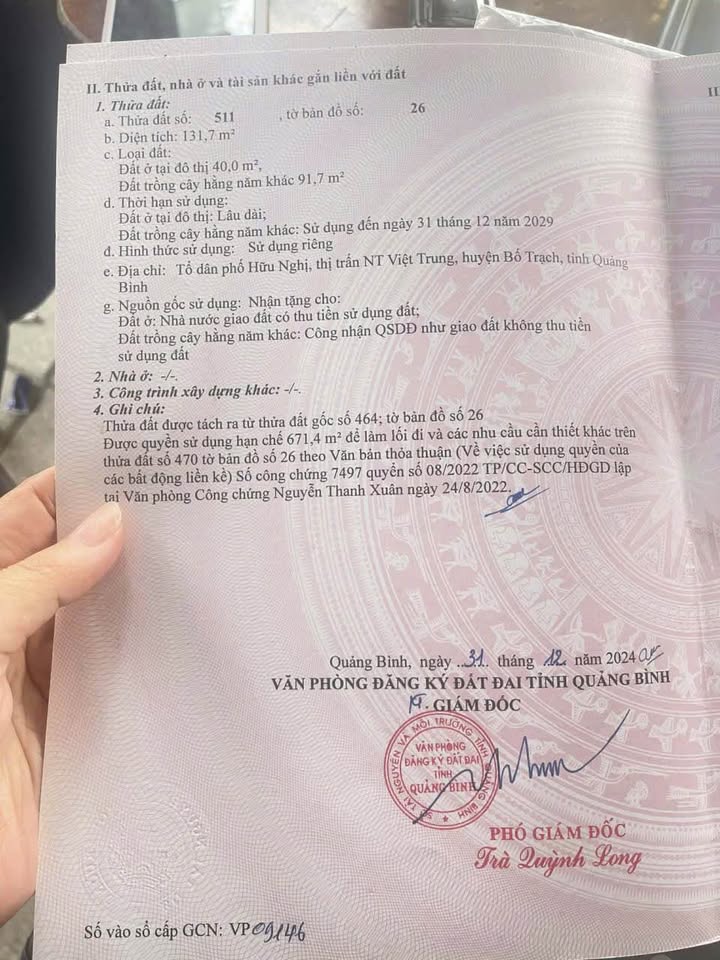 II. Thửa đất, nhà ở và tài sản khác gắn liền với đất
1. Thửa đất:
a. Thửa đất số: 511 , tờ bản đồ số: 26
b. Diện tích: 131,7 m²
c. Loại đất:
Đất ở tại đô thị 40,0 m²,
Đất trồng cây hằng năm khác 91,7 m²
d. Thời hạn sử dụng:
Đất ở tại đô thị: Lâu dài;
Đất trồng cây hằng năm khác: Sử dụng đến ngày 31 tháng 12 năm 2029
đ. Hình thức sử dụng: Sử dụng riêng
e. Địa chỉ: Tổ dân phố Hữu Nghị, thị trấn NT Việt Trung, huyện Bố Trạch, tỉnh Quảng
Bình
g. Nguồn gốc sử dụng: Nhận tặng cho:
Đất ở: Nhà nước giao đất có thu tiền sử dụng đất;
Đất trồng cây hằng năm khác: Công nhận QSDĐ như giao đất không thu tiền
sử dụng đất
2. Nhà ở: -/-.
3. Công trình xây dựng khác: -/-.
4. Ghi chú:
Thửa đất được tách ra từ thửa đất gốc số 464; tờ bản đồ số 26
Được quyền sử dụng hạn chế 671,4 m² để làm lối đi và các nhu cầu cần thiết khác trên
thửa đất số 470 tờ bản đồ số 26 theo Văn bản thỏa thuận (Về việc sử dụng quyền của
các bất động liền kề) Số công chứng 7497 quyển số 08/2022 TP/CC-SCC/HĐGD lập
tại Văn phòng Công chứng Nguyễn Thanh Xuân ngày 24/8/2022.
Quảng Bình, ngày ..31.. tháng 12 năm 2024
VĂN PHÒNG ĐĂNG KÝ ĐẤT ĐAI TỈNH QUẢNG BÌNH
KT. GIÁM ĐỐC
SỞ TÀI NGUYÊN VÀ MÔI TRƯỜNG TỈNH QUẢNG BÌNH
VĂN PHÒNG
ĐĂNG KÝ ĐẤT ĐAI
TỈNH
QUẢNG BÌNH
PHÓ GIÁM ĐỐC
Trà Quỳnh Long
Số vào sổ cấp GCN: VP 09146